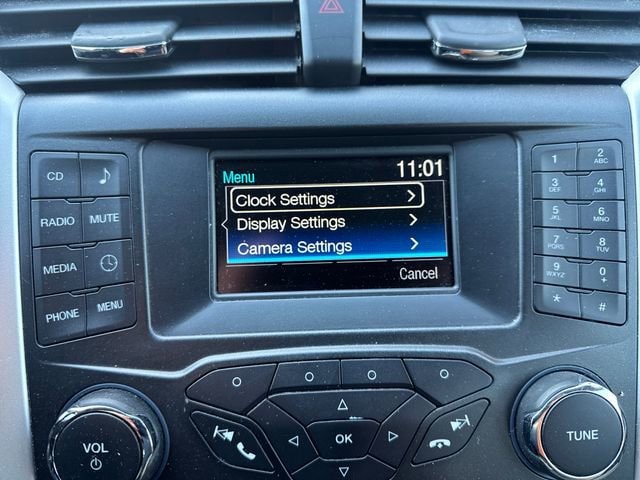 CD
RADIO MUTE
MEDIA
PHONE MENU
Menu 11:01
Clock Settings >
Display Settings >
Camera Settings >
Cancel
1 2 ABC
3 DEF 4 GHI
5 JKL 6 MNO
7 PQRS 8 TUV
9 WXYZ 0 +
* #
OK
VOL
TUNE